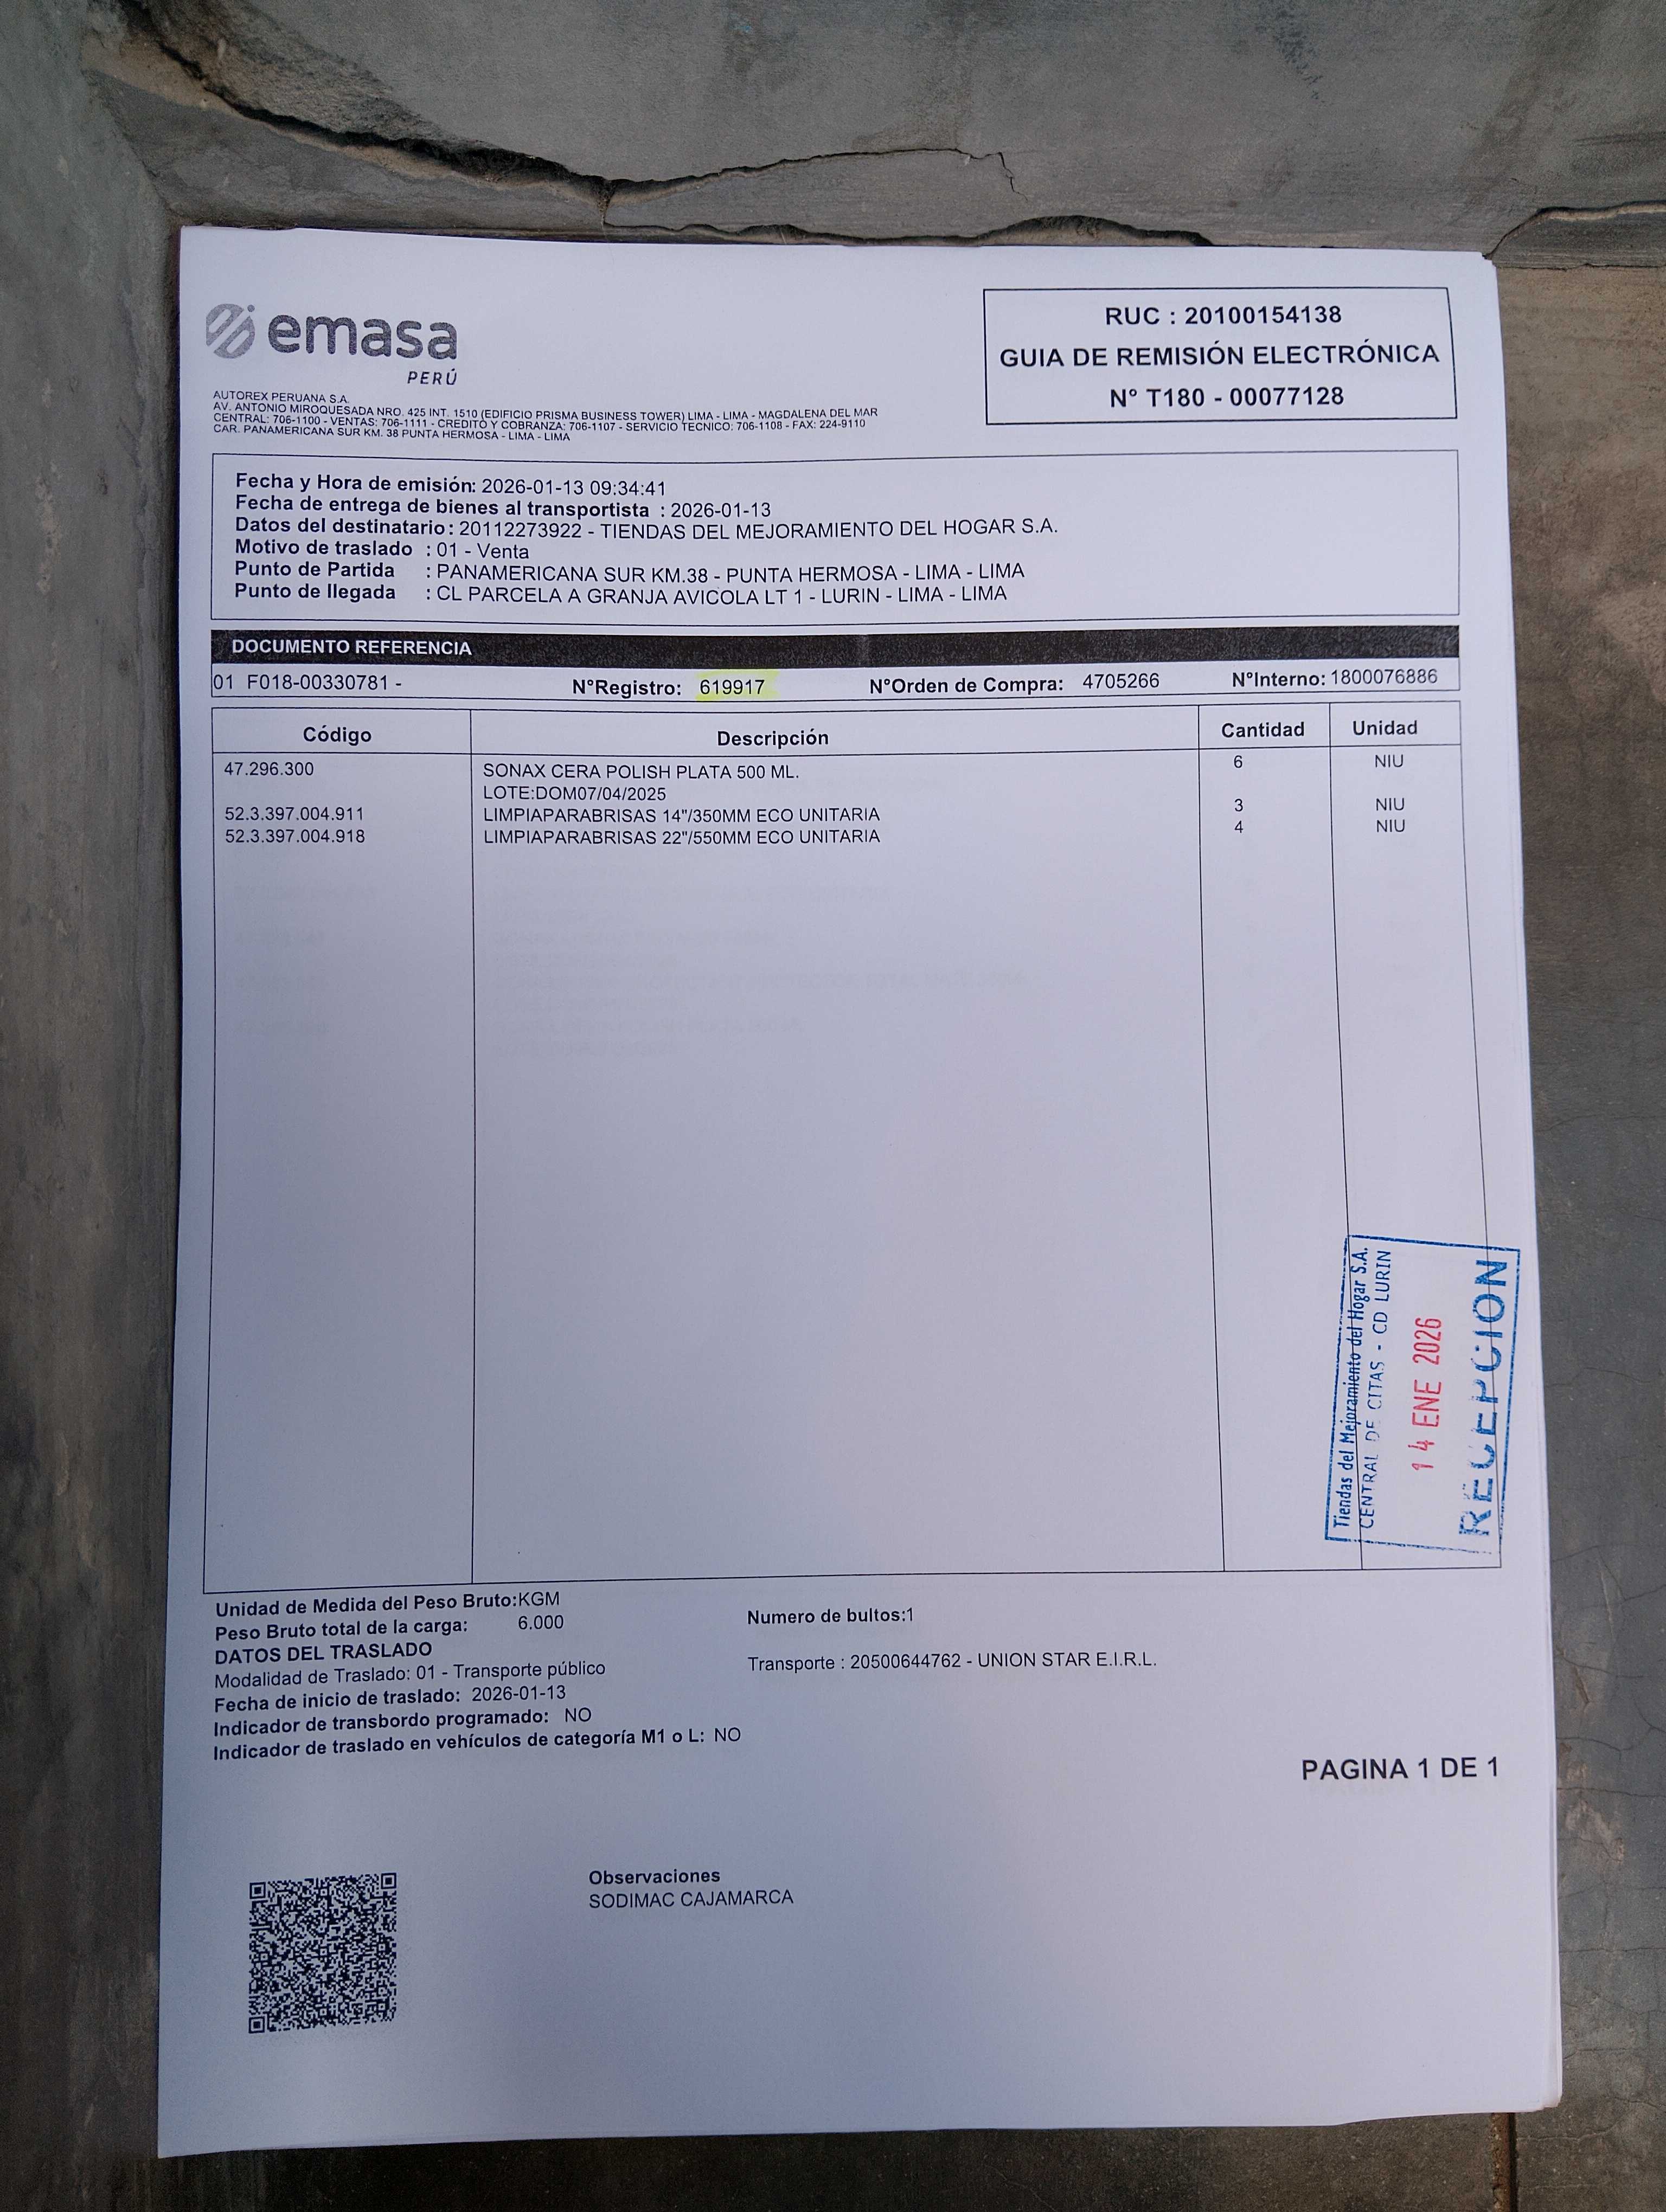 emasa
PERÚ
AUTOREX PERUANA S.A.
AV. ANTONIO MIROQUESADA NRO. 425 INT. 1510 (EDIFICIO PRISMA BUSINESS TOWER) LIMA - LIMA - MAGDALENA DEL MAR
CENTRAL: 706-1100 - VENTAS: 706-1111 - CREDITO Y COBRANZA: 706-1107 - SERVICIO TECNICO: 706-1108 - FAX: 224-9110
CAR. PANAMERICANA SUR KM. 38 PUNTA HERMOSA - LIMA - LIMA
RUC : 20100154138
GUIA DE REMISIÓN ELECTRÓNICA
N° T180 - 00077128
Fecha y Hora de emisión: 2026-01-13 09:34:41
Fecha de entrega de bienes al transportista : 2026-01-13
Datos del destinatario: 20112273922 - TIENDAS DEL MEJORAMIENTO DEL HOGAR S.A.
Motivo de traslado : 01 - Venta
Punto de Partida : PANAMERICANA SUR KM.38 - PUNTA HERMOSA - LIMA - LIMA
Punto de llegada : CL PARCELA A GRANJA AVICOLA LT 1 - LURIN - LIMA - LIMA
DOCUMENTO REFERENCIA
01 F018-00330781 - N°Registro: 619917 N°Orden de Compra: 4705266 N°Interno: 1800076886
Código Descripción Cantidad Unidad
47.296.300 SONAX CERA POLISH PLATA 500 ML. 6 NIU
LOTE:DOM07/04/2025
52.3.397.004.911 LIMPIAPARABRISAS 14"/350MM ECO UNITARIA 3 NIU
52.3.397.004.918 LIMPIAPARABRISAS 22"/550MM ECO UNITARIA 4 NIU
Tiendas del Mejoramiento del Hogar S.A.
CENTRAL DE CITAS - CD LURIN
14 ENE 2026
RECEPCION
Unidad de Medida del Peso Bruto:KGM
Peso Bruto total de la carga: 6.000 Numero de bultos:1
DATOS DEL TRASLADO
Modalidad de Traslado: 01 - Transporte público Transporte : 20500644762 - UNION STAR E.I.R.L.
Fecha de inicio de traslado: 2026-01-13
Indicador de transbordo programado: NO
Indicador de traslado en vehículos de categoría M1 o L: NO
PAGINA 1 DE 1
Observaciones
SODIMAC CAJAMARCA